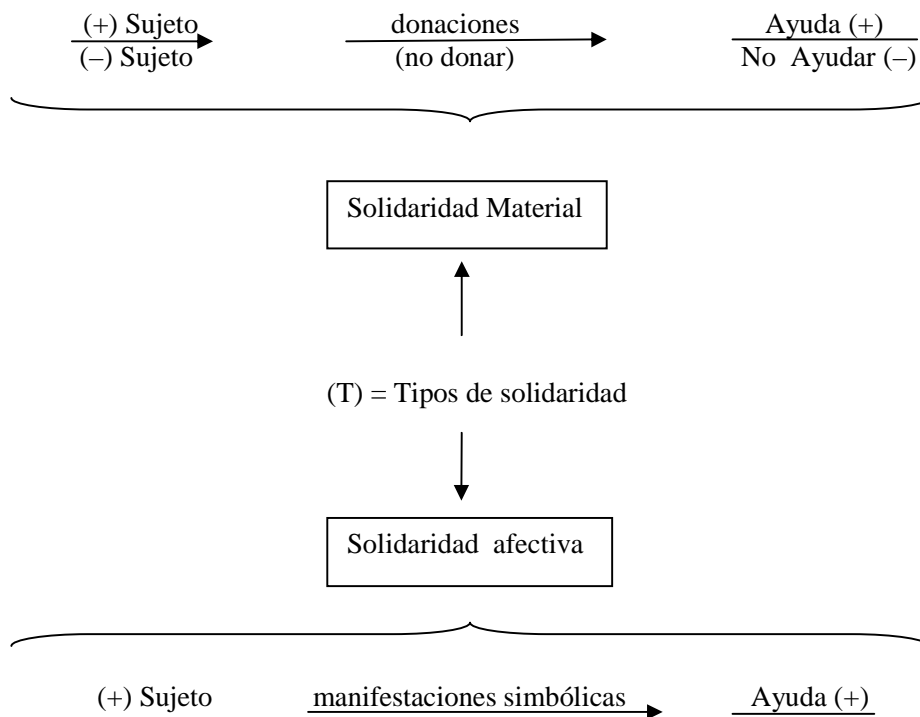 (+) Sujeto donaciones Ayuda (+)
(–) Sujeto (no donar) No Ayudar (–)
Solidaridad Material
(T) = Tipos de solidaridad
Solidaridad afectiva
(+) Sujeto manifestaciones simbólicas Ayuda (+)